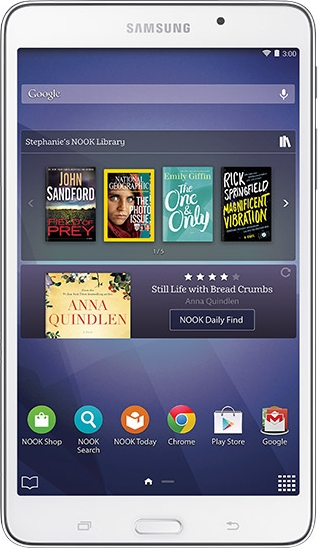 SAMSUNG
3:00
Google
Stephanie's NOOK Library
JOHN
SANDFORD
FIELD OF
PREY
NATIONAL
GEOGRAPHIC
THE
PHOTO
ISSUE
Emily Giffin
The
One &
Only
RICK
SPRINGFIELD
MAGNIFICENT
VIBRATION
1/5
ANNA
QUINDLEN
Still Life with Bread Crumbs
Anna Quindlen
NOOK Daily Find
NOOK Shop
NOOK
Search
NOOK Today
Chrome
Play Store
Google